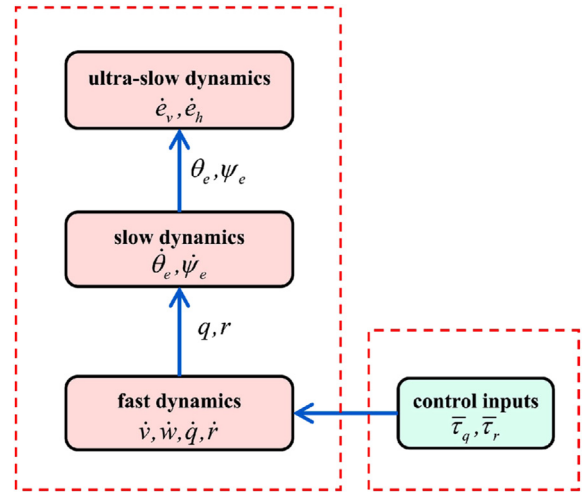 ultra-slow dynamics
ė_v, ė_h
θ_e, ψ_e
slow dynamics
θ̇_e, ψ̇_e
q, r
fast dynamics
v̇, ẇ, q̇, ṙ
control inputs
τ̅_q, τ̅_r